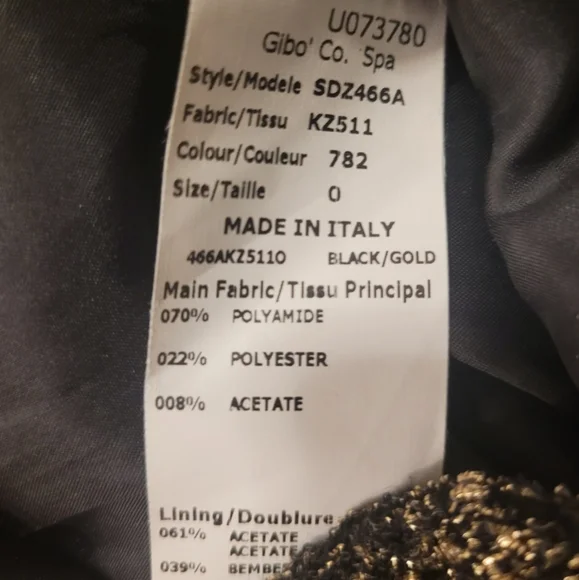 U073780
Gibo' Co. Spa
Style/Modele SDZ466A
Fabric/Tissu KZ511
Colour/Couleur 782
Size/Taille 0
MADE IN ITALY
466AKZ5110 BLACK/GOLD
Main Fabric/Tissu Principal
070% POLYAMIDE
022% POLYESTER
008% ACETATE
Lining/Doublure
061% ACETATE
ACETATE
039%